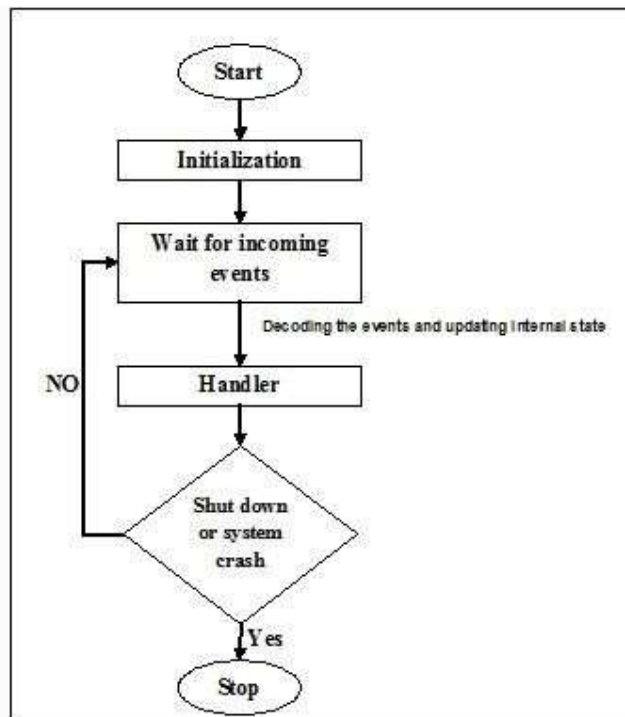 Start
Initialization
Wait for incoming
events
Decoding the events and updating internal state
Handler
NO
Shut down
or system
crash
Yes
Stop